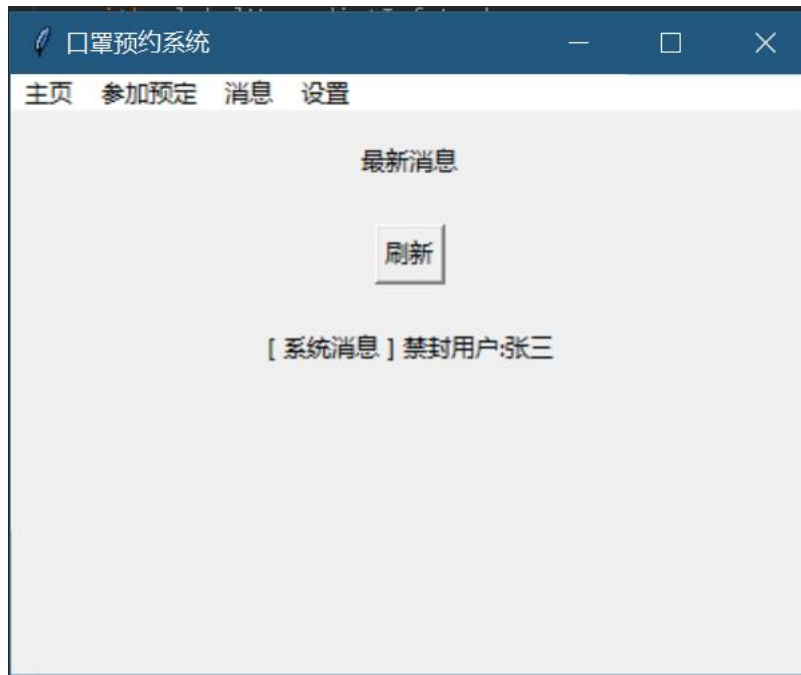 口罩预约系统
主页 参加预定 消息 设置
最新消息
刷新
[ 系统消息 ] 禁封用户:张三